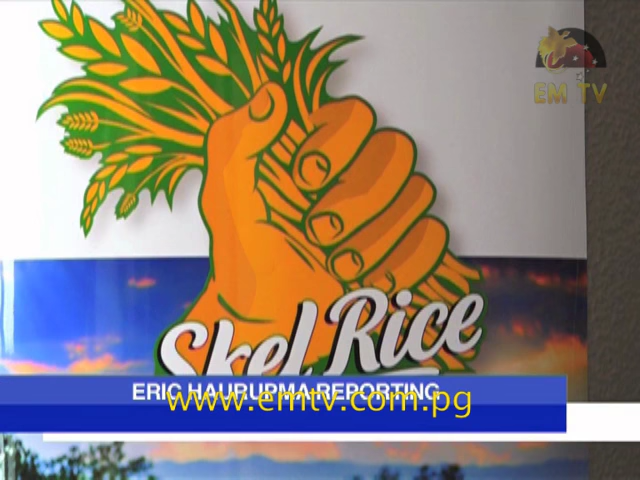 EM TV
Skel Rice
ERIC HAURUPMA REPORTING
www.emtv.com.pg